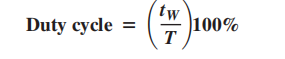 Duty cycle = (tW/T)100%